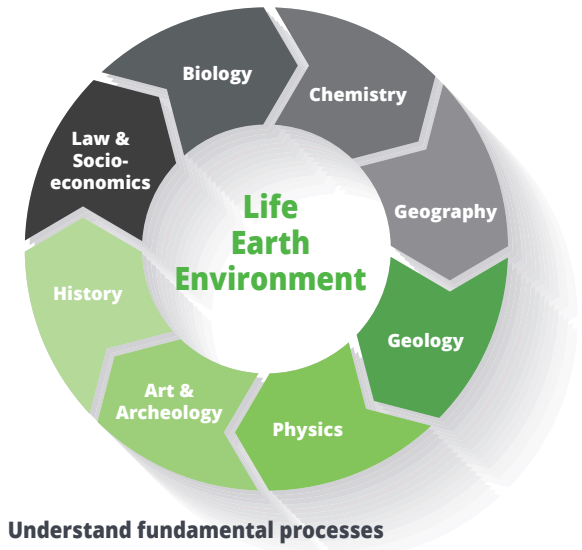 Biology
Chemistry
Law &
Socio-
economics
Life
Earth
Environment
Geography
History
Geology
Art &
Archeology
Physics
Understand fundamental processes